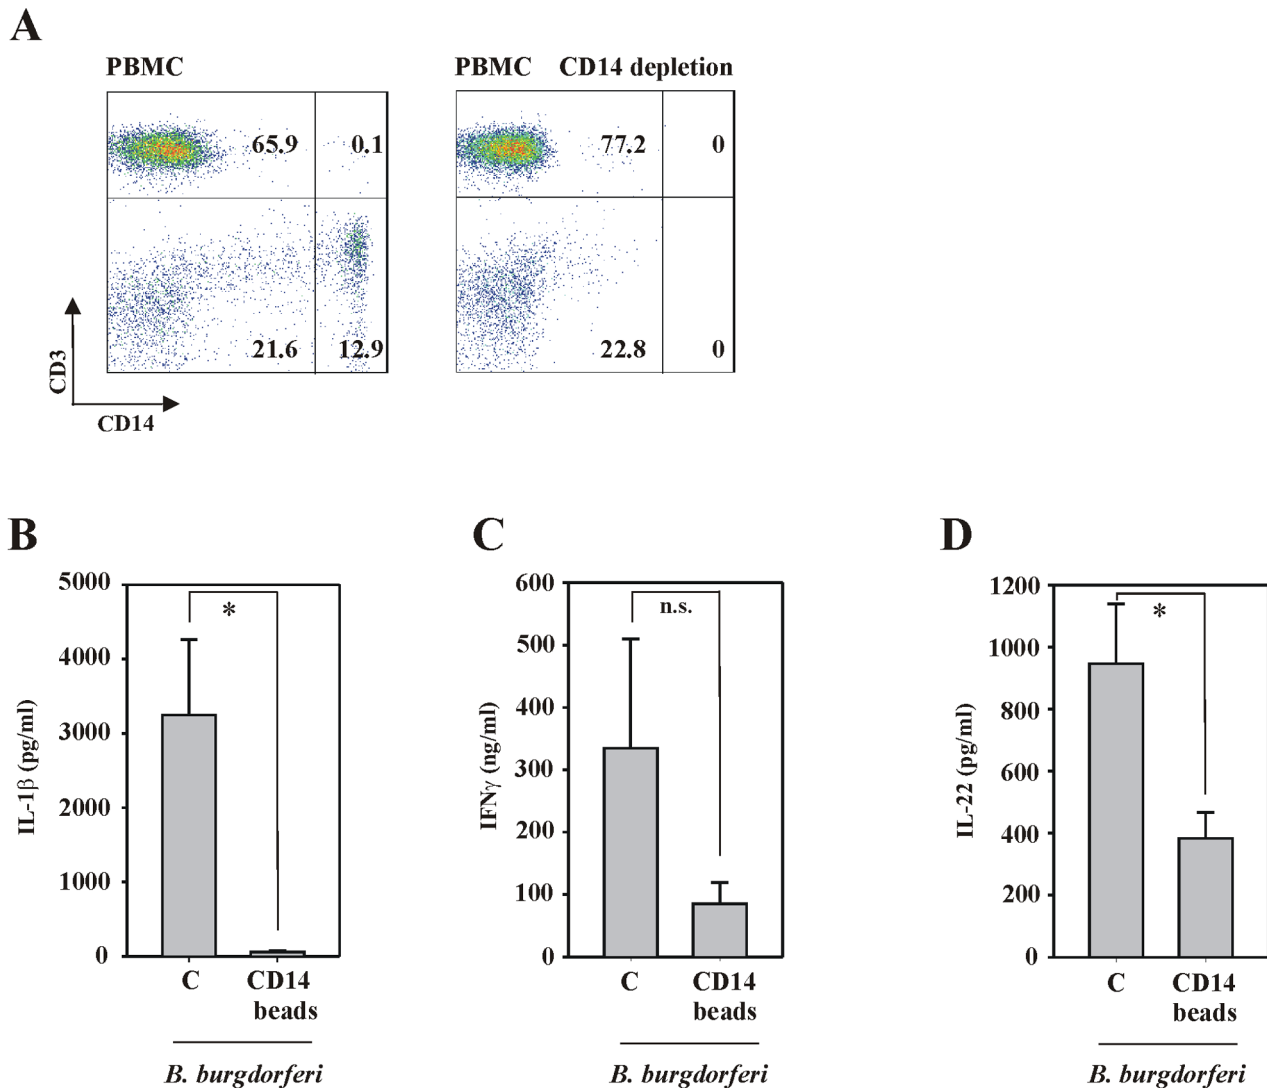 A
PBMC
PBMC CD14 depletion
65.9 0.1
77.2 0
21.6 12.9
22.8 0
CD3
CD14
B
C
D
IL-1β (pg/ml)
5000
4000
3000
2000
1000
0
*
C
CD14
beads
B. burgdorferi
IFNγ (ng/ml)
600
500
400
300
200
100
0
n.s.
C
CD14
beads
B. burgdorferi
IL-22 (pg/ml)
1200
1000
800
600
400
200
0
*
C
CD14
beads
B. burgdorferi